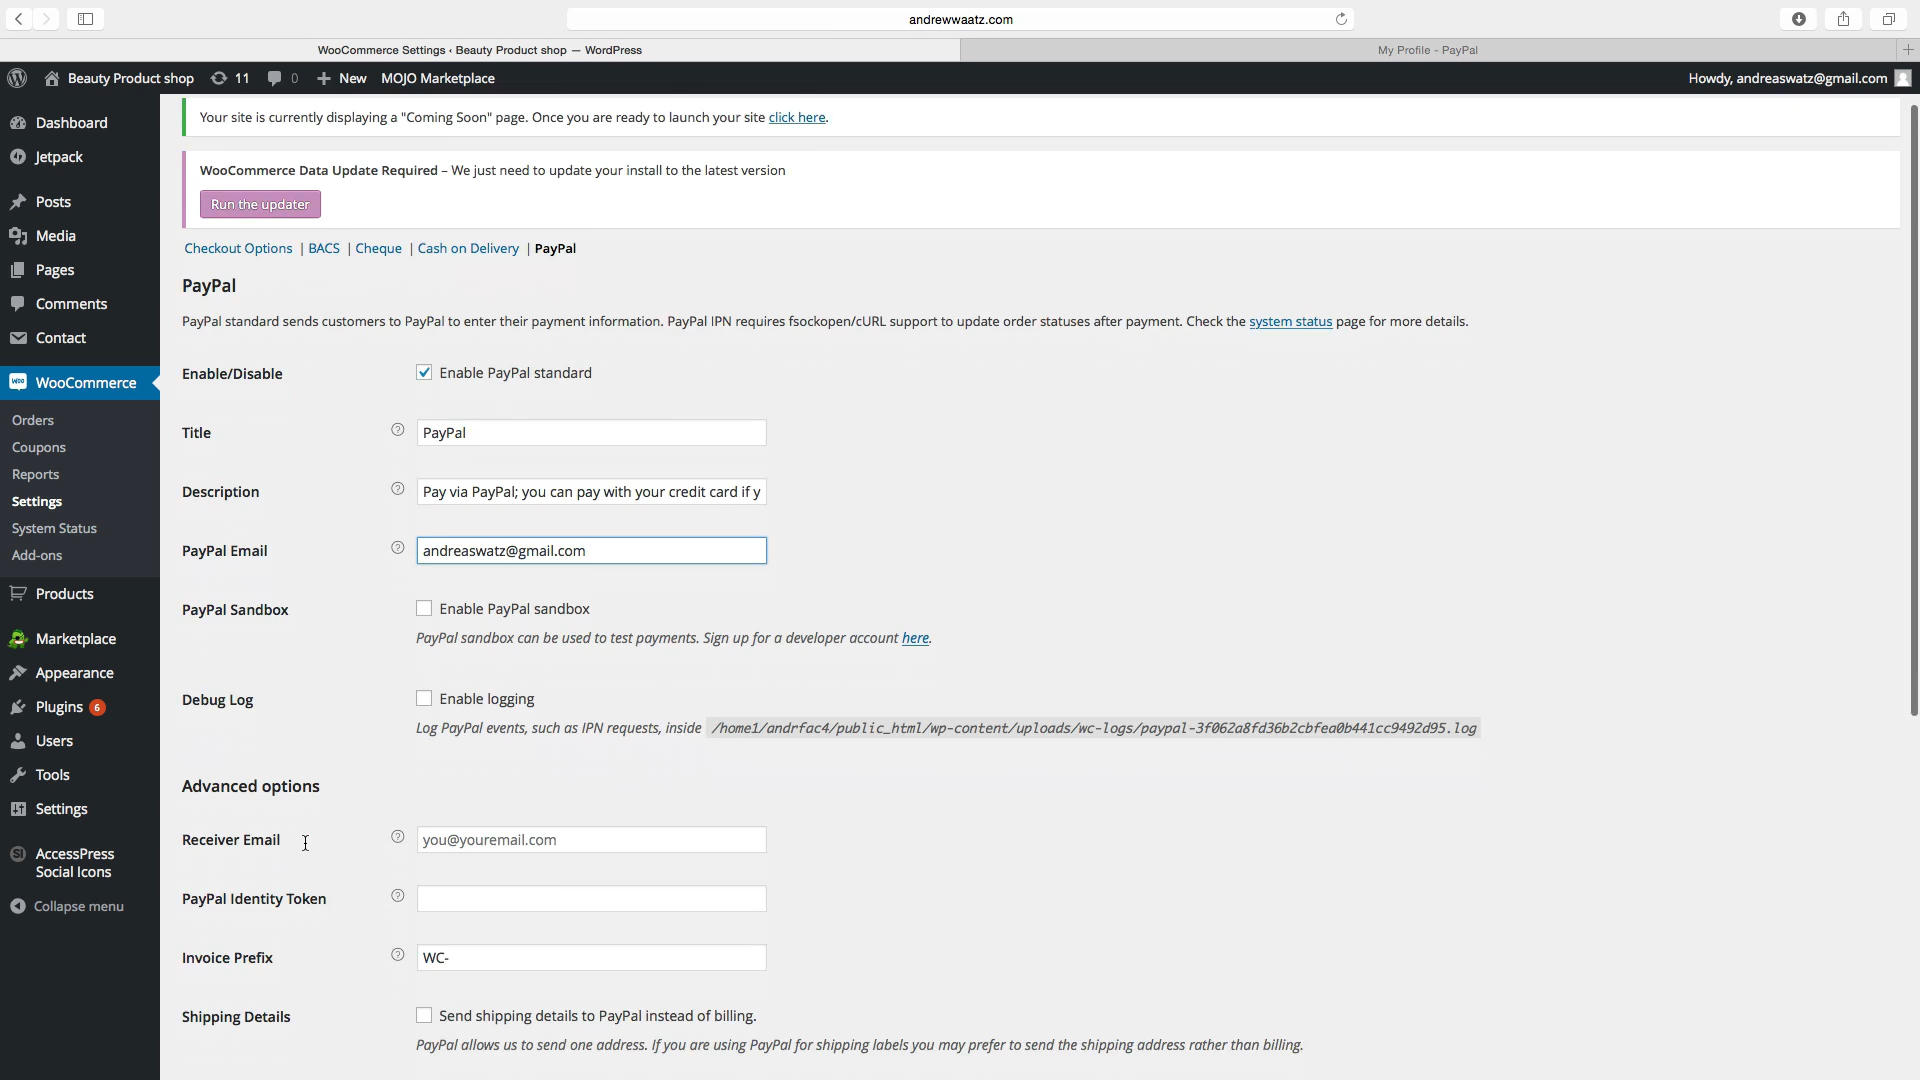 andrewwaatz.com
WooCommerce Settings ‹ Beauty Product shop — WordPress
My Profile - PayPal
Beauty Product shop 11 0 New MOJO Marketplace
Howdy, andreaswatz@gmail.com
Dashboard
Jetpack
Posts
Media
Pages
Comments
Contact
WooCommerce
Orders
Coupons
Reports
Settings
System Status
Add-ons
Products
Marketplace
Appearance
Plugins 6
Users
Tools
Settings
AccessPress
Social Icons
Collapse menu
Your site is currently displaying a "Coming Soon" page. Once you are ready to launch your site click here.
WooCommerce Data Update Required – We just need to update your install to the latest version
Run the updater
Checkout Options | BACS | Cheque | Cash on Delivery | PayPal
PayPal
PayPal standard sends customers to PayPal to enter their payment information. PayPal IPN requires fsockopen/cURL support to update order statuses after payment. Check the system status page for more details.
Enable/Disable Enable PayPal standard
Title PayPal
Description Pay via PayPal; you can pay with your credit card if y
PayPal Email andreaswatz@gmail.com
PayPal Sandbox Enable PayPal sandbox
PayPal sandbox can be used to test payments. Sign up for a developer account here.
Debug Log Enable logging
Log PayPal events, such as IPN requests, inside /home1/andrfac4/public_html/wp-content/uploads/wc-logs/paypal-3f062a8fd36b2cbfea0b441cc9492d95.log
Advanced options
Receiver Email you@youremail.com
PayPal Identity Token
Invoice Prefix WC-
Shipping Details Send shipping details to PayPal instead of billing.
PayPal allows us to send one address. If you are using PayPal for shipping labels you may prefer to send the shipping address rather than billing.